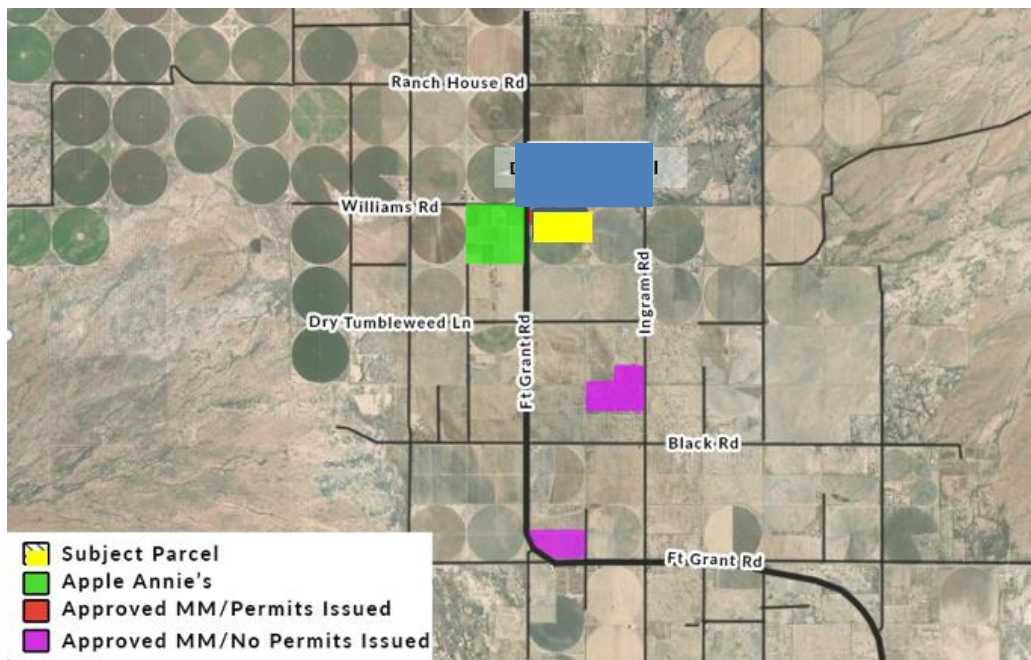 Ranch House Rd
Williams Rd
Ingram Rd
Dry Tumbleweed Ln
Ft Grant Rd
Black Rd
Ft Grant Rd
Subject Parcel
Apple Annie's
Approved MM/Permits Issued
Approved MM/No Permits Issued